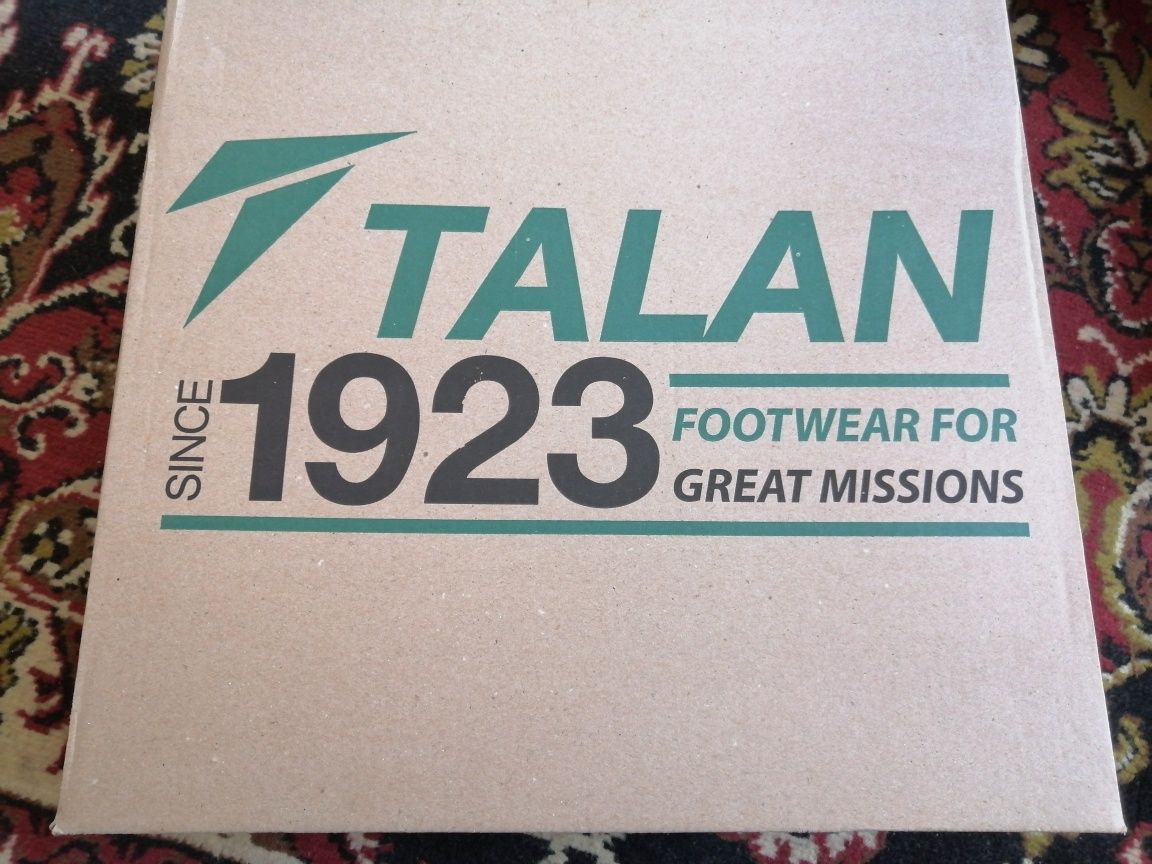 TALAN
SINCE 1923
FOOTWEAR FOR
GREAT MISSIONS